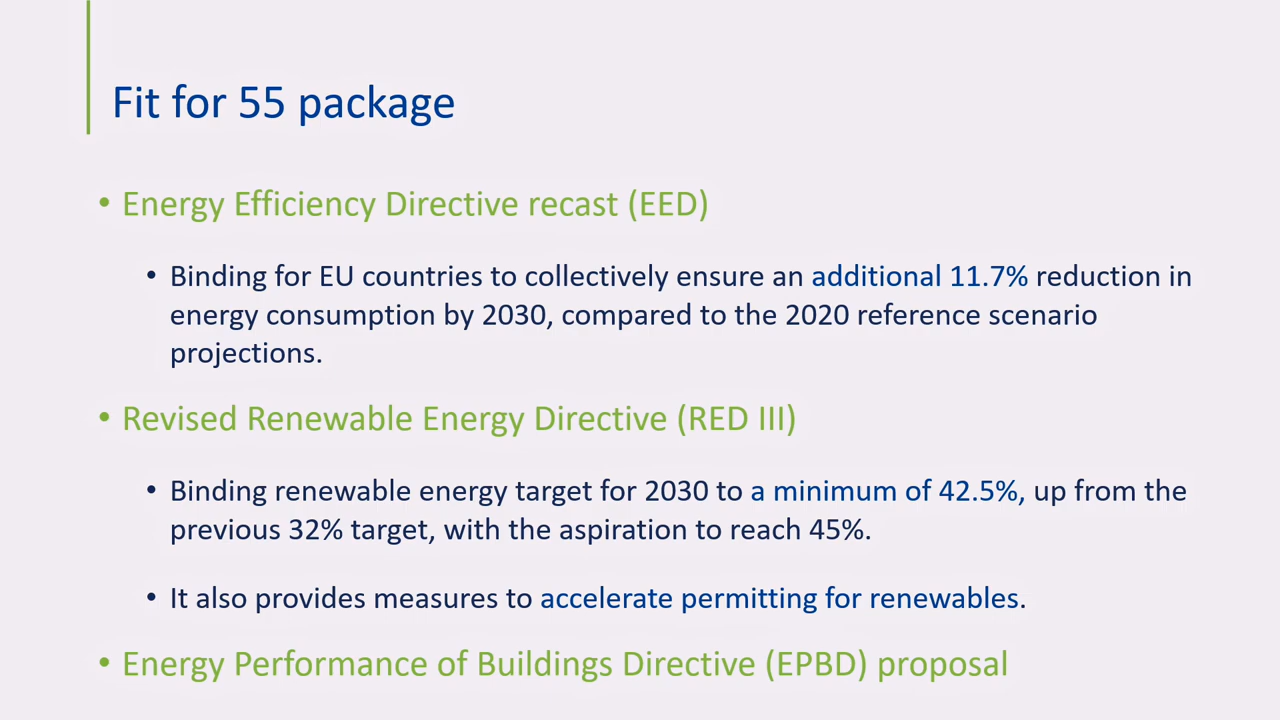 Fit for 55 package
• Energy Efficiency Directive recast (EED)
• Binding for EU countries to collectively ensure an additional 11.7% reduction in
energy consumption by 2030, compared to the 2020 reference scenario
projections.
• Revised Renewable Energy Directive (RED III)
• Binding renewable energy target for 2030 to a minimum of 42.5%, up from the
previous 32% target, with the aspiration to reach 45%.
• It also provides measures to accelerate permitting for renewables.
• Energy Performance of Buildings Directive (EPBD) proposal